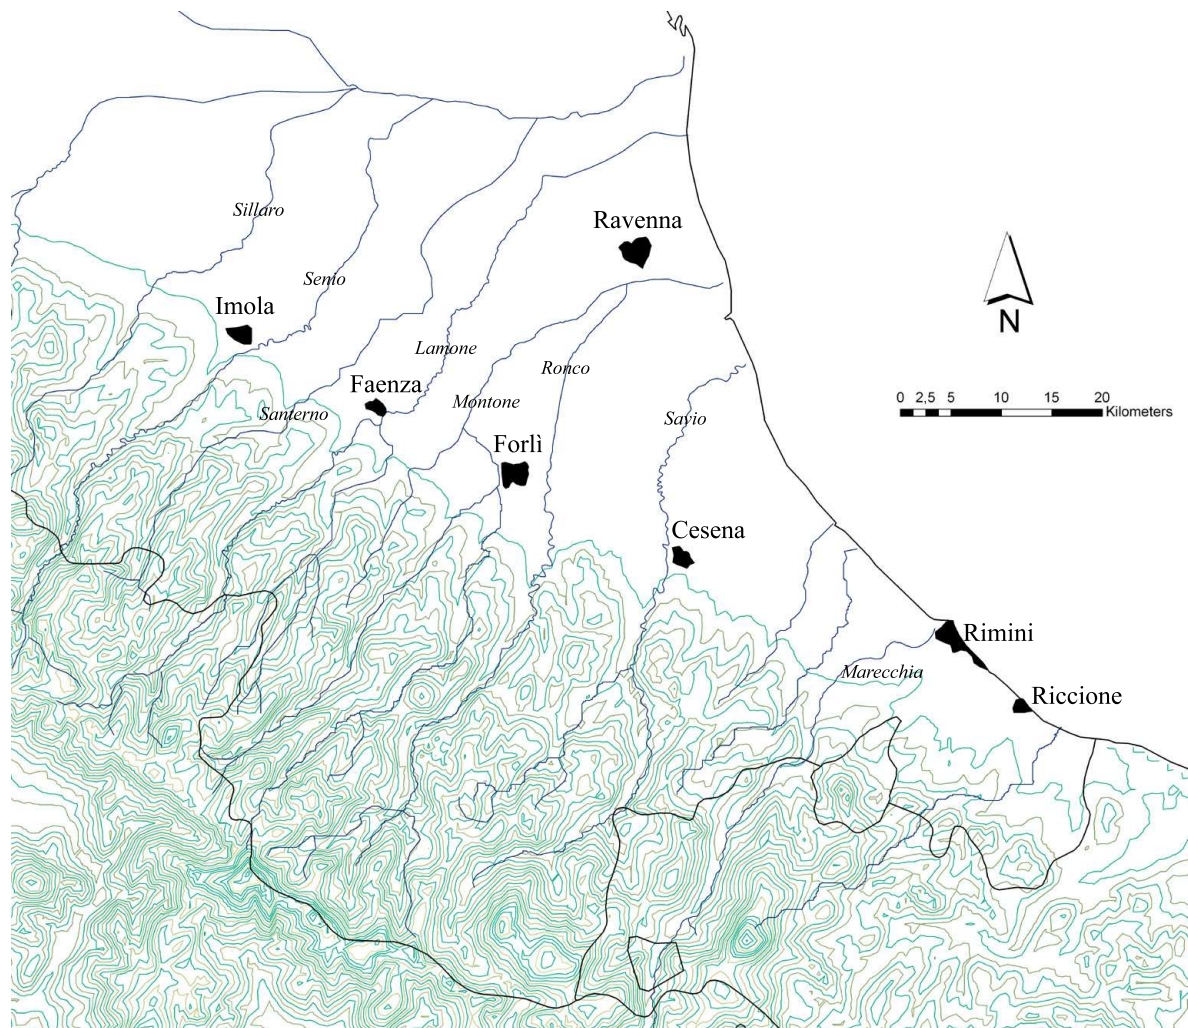 Sillaro
Ravenna
Senio
Imola
N
Lamone
Ronco
Faenza
Montone
Santerno
0 2,5 5 10 15 20
Kilometers
Savio
Forlì
Cesena
Rimini
Marecchia
Riccione